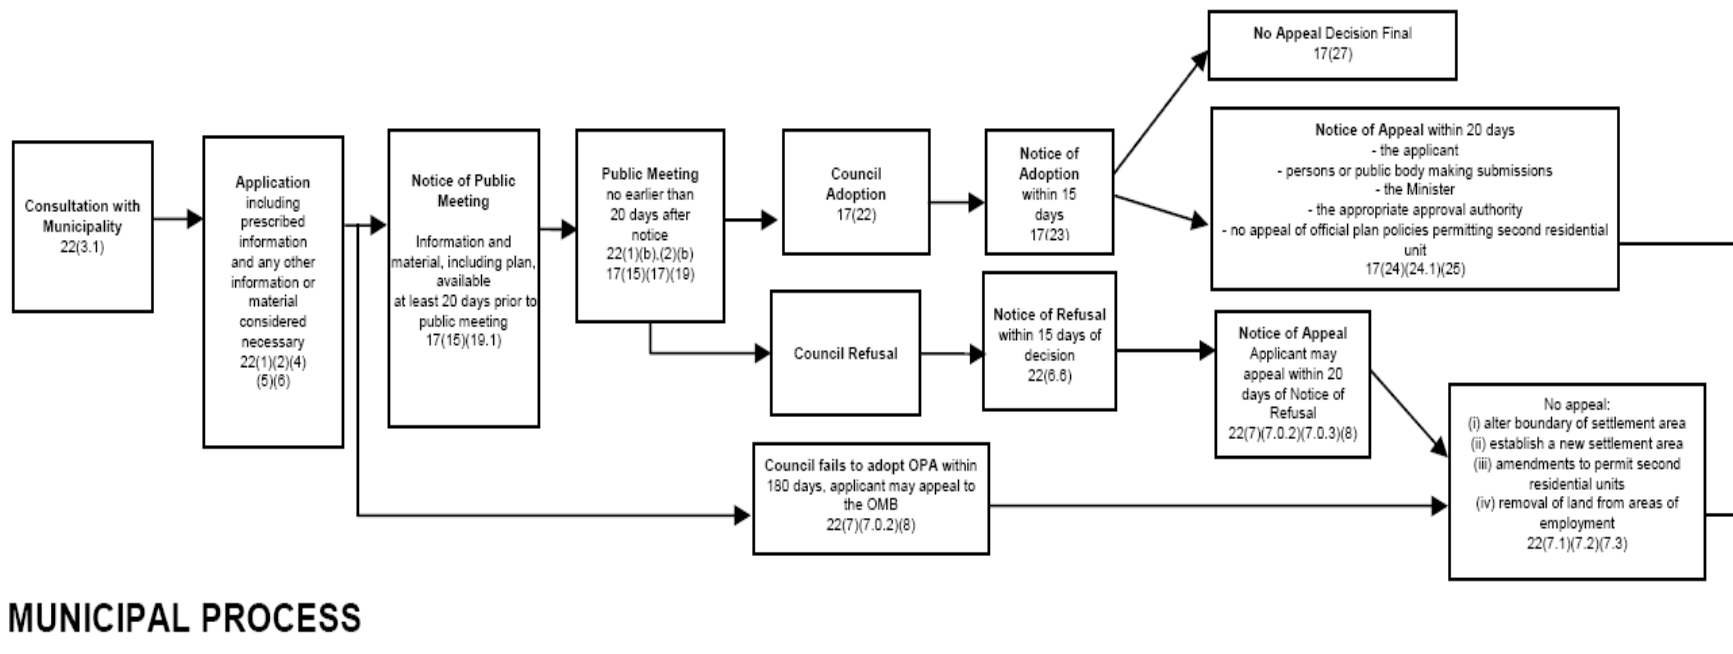 Consultation with
Municipality
22(3.1)
Application
including
prescribed
information
and any other
information or
material
considered
necessary
22(1)(2)(4)
(5)(6)
Notice of Public
Meeting
Information and
material, including plan,
available
at least 20 days prior to
public meeting
17(15)(19.1)
Public Meeting
no earlier than
20 days after
notice
22(1)(b),(2)(b)
17(15)(17)(19)
Council
Adoption
17(22)
Notice of
Adoption
within 15
days
17(23)
No Appeal Decision Final
17(27)
Notice of Appeal within 20 days
- the applicant
- persons or public body making submissions
- the Minister
- the appropriate approval authority
- no appeal of official plan policies permitting second residential
unit
17(24)(24.1)(25)
Council Refusal
Notice of Refusal
within 15 days of
decision
22(6.6)
Notice of Appeal
Applicant may
appeal within 20
days of Notice of
Refusal
22(7)(7.0.2)(7.0.3)(8)
Council fails to adopt OPA within
180 days, applicant may appeal to
the OMB
22(7)(7.0.2)(8)
No appeal:
(i) alter boundary of settlement area
(ii) establish a new settlement area
(iii) amendments to permit second
residential units
(iv) removal of land from areas of
employment
22(7.1)(7.2)(7.3)
MUNICIPAL PROCESS